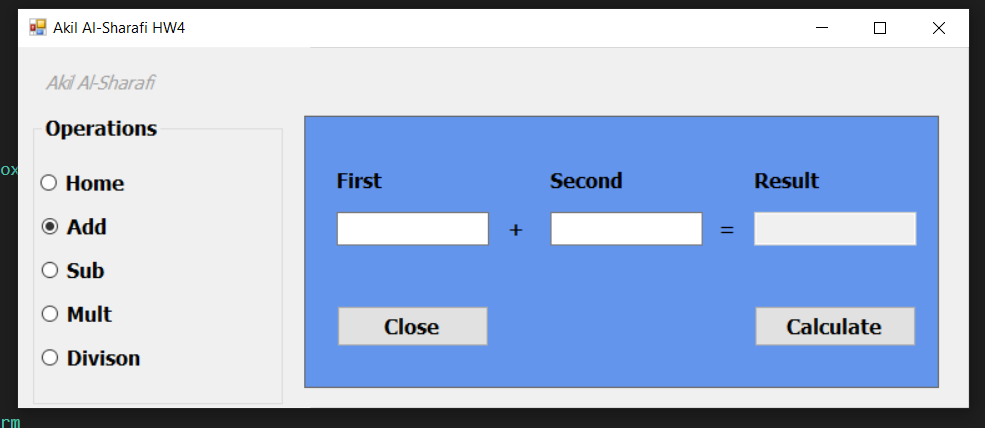 Akil Al-Sharafi HW4
Akil Al-Sharafi
Operations
Home
Add
Sub
Mult
Divison
First Second Result
+ =
Close Calculate
ox
rm